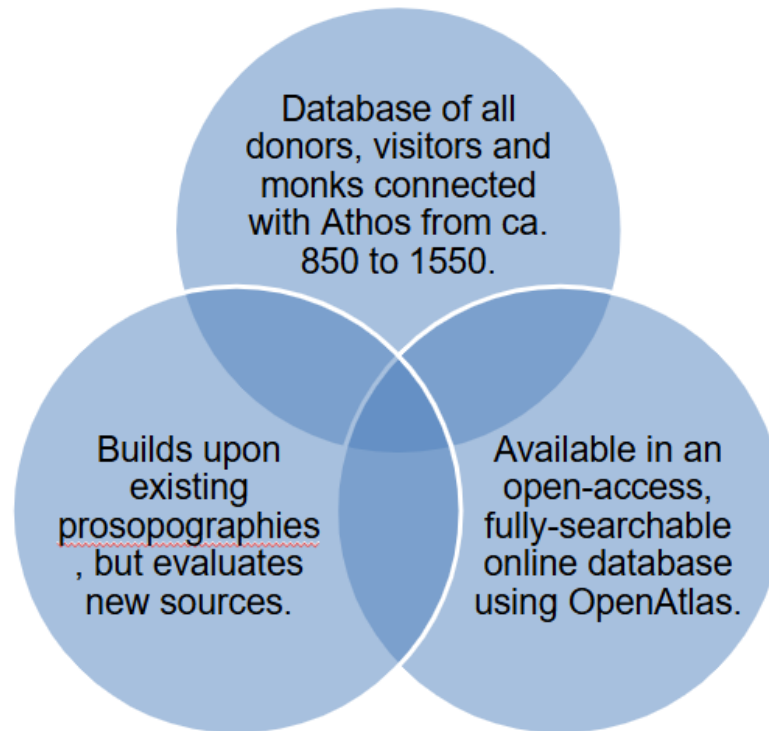 Database of all
donors, visitors and
monks connected
with Athos from ca.
850 to 1550.
Builds upon
existing
prosopographies
, but evaluates
new sources.
Available in an
open-access,
fully-searchable
online database
using OpenAtlas.